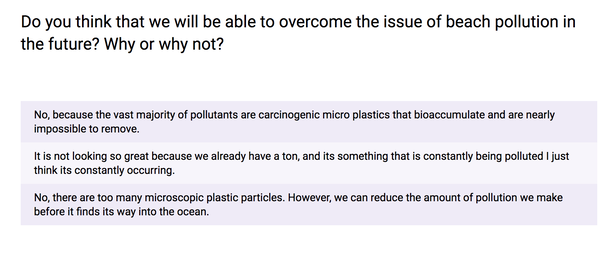 Do you think that we will be able to overcome the issue of beach pollution in
the future? Why or why not?
No, because the vast majority of pollutants are carcinogenic micro plastics that bioaccumulate and are nearly
impossible to remove.
It is not looking so great because we already have a ton, and its something that is constantly being polluted I just
think its constantly occurring.
No, there are too many microscopic plastic particles. However, we can reduce the amount of pollution we make
before it finds its way into the ocean.